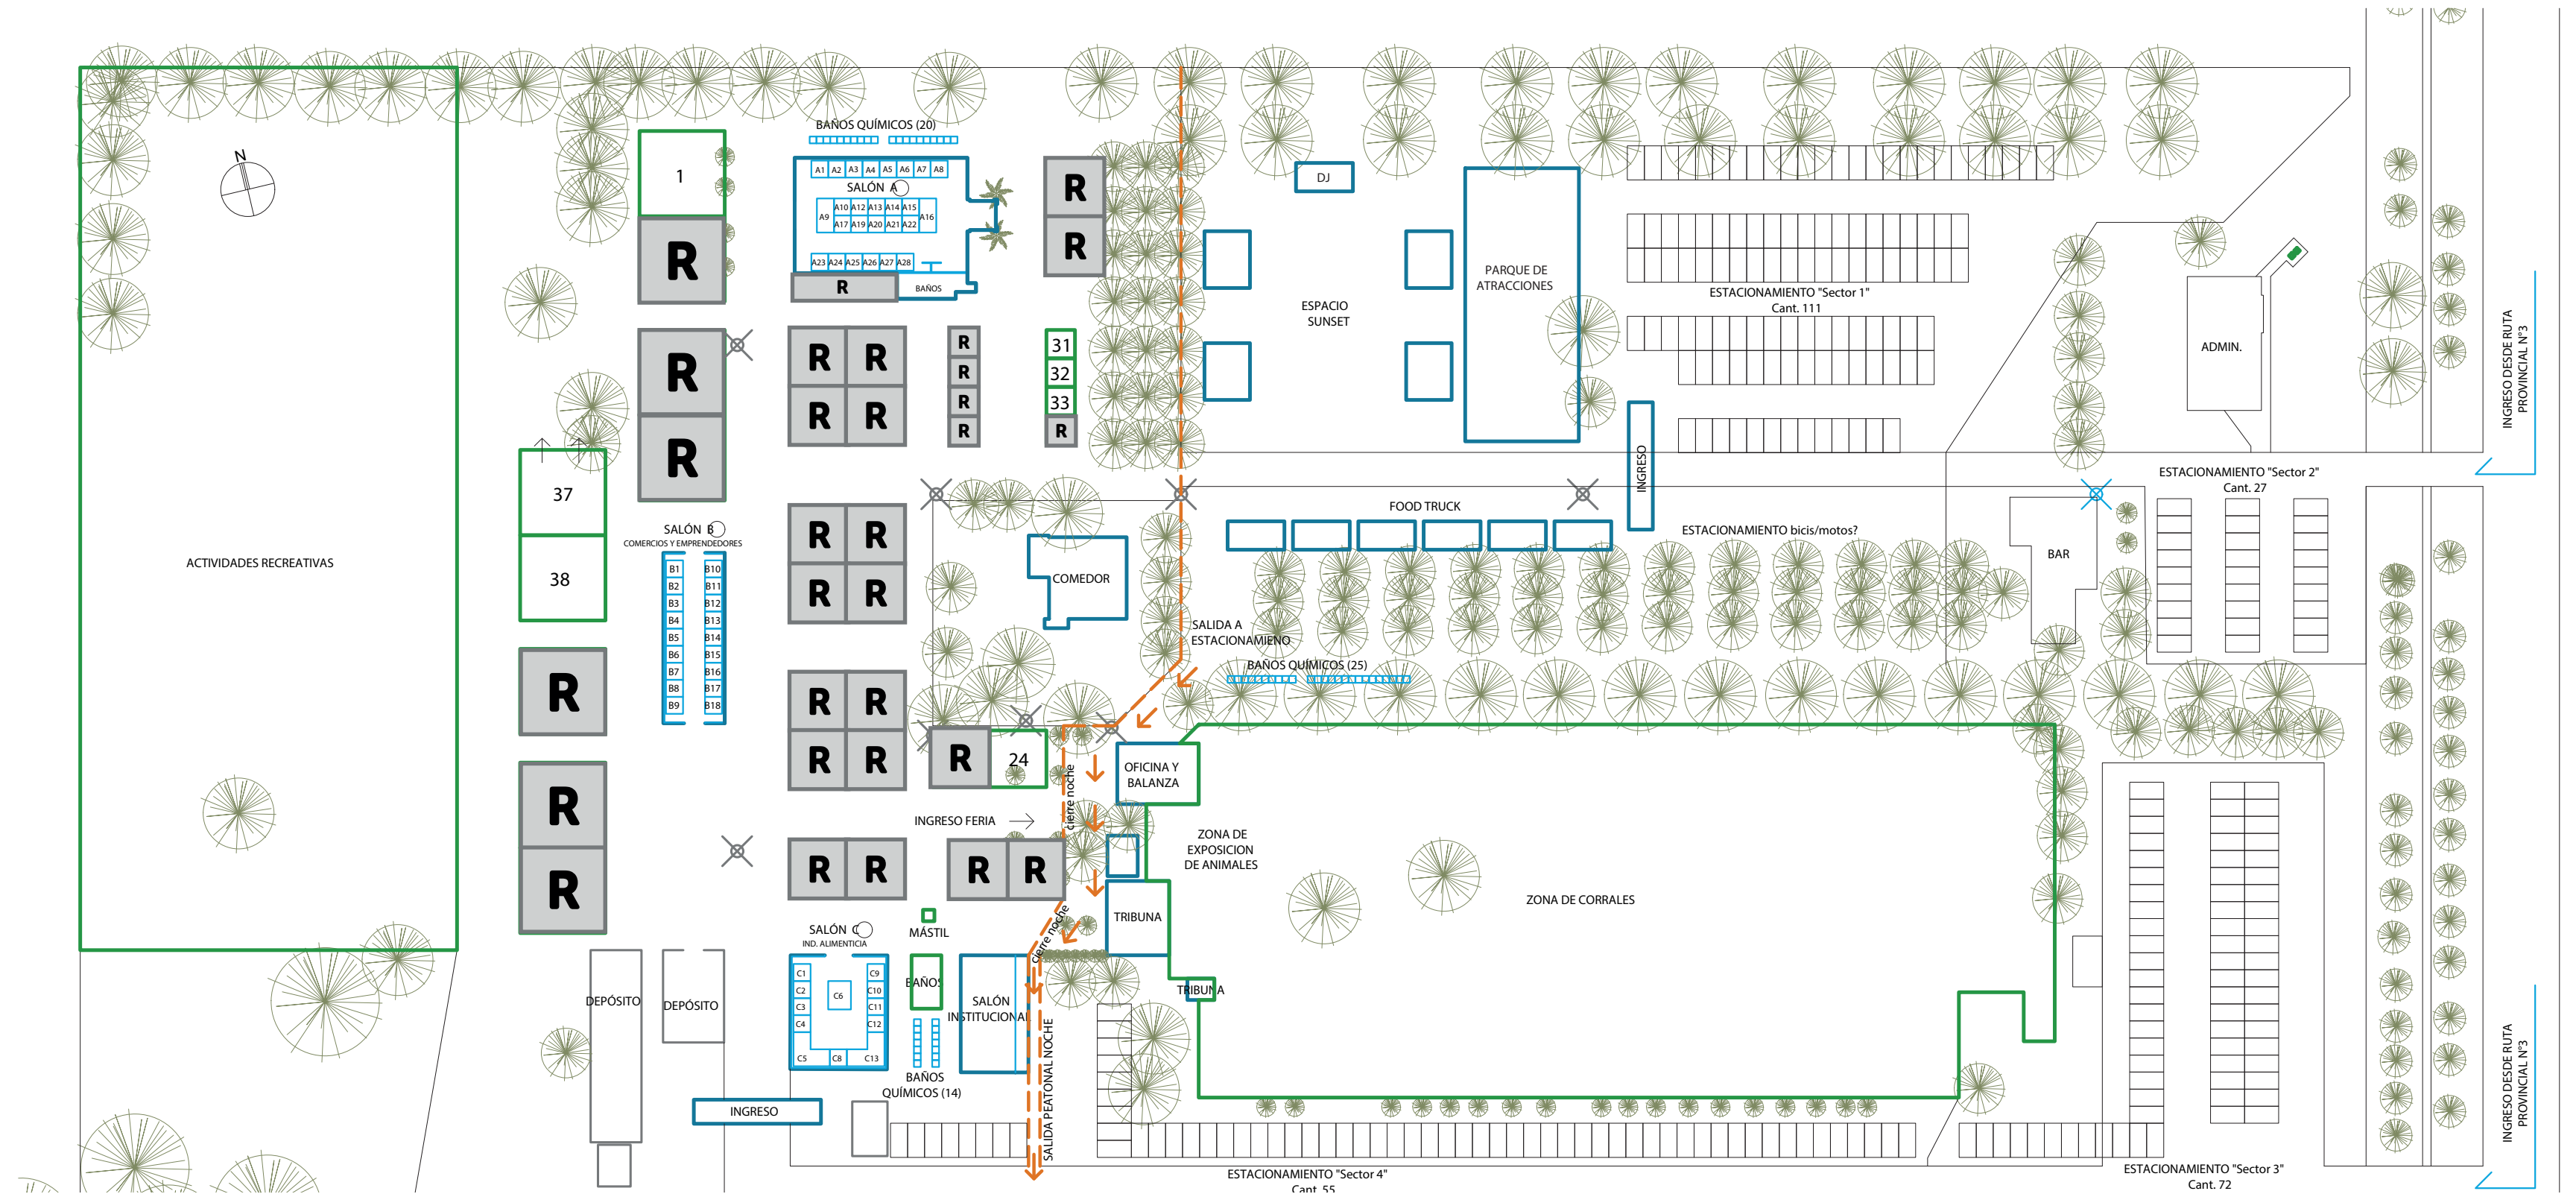 BAÑOS QUÍMICOS (20)
A1 A2 A3 A4 A5 A6 A7 A8
SALÓN A
A9 A10 A12 A13 A14 A15 A16
A17 A19 A20 A21 A22
A23 A24 A25 A26 A27 A28
R
BAÑOS
N
1
R
R
R
R
R
DJ
PARQUE DE
ATRACCIONES
ESPACIO
SUNSET
ESTACIONAMIENTO "Sector 1"
Cant. 111
ADMIN.
INGRESO DESDE RUTA
PROVINCIAL N°3
R R
R R
R
R
R
R
31
32
33
R
INGRESO
ESTACIONAMIENTO "Sector 2"
Cant. 27
37
38
FOOD TRUCK
ESTACIONAMIENTO bicis/motos?
BAR
SALÓN B
COMERCIOS Y EMPRENDEDORES
B1 B10
B2 B11
B3 B12
B4 B13
B5 B14
B6 B15
B7 B16
B8 B17
B9 B18
ACTIVIDADES RECREATIVAS
R R
R R
COMEDOR
SALIDA A
ESTACIONAMIENO
BAÑOS QUÍMICOS (25)
R
R
R
R R
R R
R
24
cierre noche
OFICINA Y
BALANZA
INGRESO FERIA
ZONA DE
EXPOSICION
DE ANIMALES
R R
R R
ZONA DE CORRALES
TRIBUNA
cierre noche
MÁSTIL
SALÓN C
IND. ALIMENTICIA
C1 C9
C2 C6 C10
C3 C11
C4 C12
C5 C8 C13
BAÑOS
SALÓN
INSTITUCIONAL
TRIBUNA
DEPÓSITO
DEPÓSITO
BAÑOS
QUÍMICOS (14)
INGRESO
SALIDA PEATONAL NOCHE
INGRESO DESDE RUTA
PROVINCIAL N°3
ESTACIONAMIENTO "Sector 4"
Cant. 55
ESTACIONAMIENTO "Sector 3"
Cant. 72